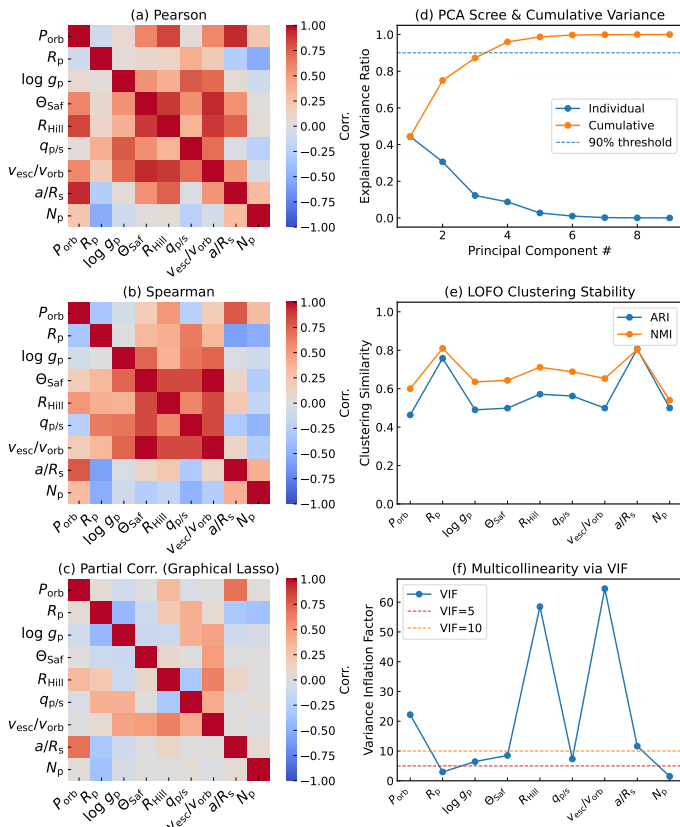 (a) Pearson
P_orb
R_p
log g_p
Θ_Saf
R_Hill
q_p/s
v_esc/v_orb
a/R_s
N_p
1.00
0.75
0.50
0.25
0.00
−0.25
−0.50
−0.75
−1.00
Corr.
P_orb R_p log g_p Θ_Saf R_Hill q_p/s v_esc/v_orb a/R_s N_p
(b) Spearman
P_orb
R_p
log g_p
Θ_Saf
R_Hill
q_p/s
v_esc/v_orb
a/R_s
N_p
1.00
0.75
0.50
0.25
0.00
−0.25
−0.50
−0.75
−1.00
Corr.
P_orb R_p log g_p Θ_Saf R_Hill q_p/s v_esc/v_orb a/R_s N_p
(c) Partial Corr. (Graphical Lasso)
P_orb
R_p
log g_p
Θ_Saf
R_Hill
q_p/s
v_esc/v_orb
a/R_s
N_p
1.00
0.75
0.50
0.25
0.00
−0.25
−0.50
−0.75
−1.00
Corr.
P_orb R_p log g_p Θ_Saf R_Hill q_p/s v_esc/v_orb a/R_s N_p
(d) PCA Scree & Cumulative Variance
Explained Variance Ratio
1.0
0.8
0.6
0.4
0.2
0.0
Individual
Cumulative
90% threshold
2 4 6 8
Principal Component #
(e) LOFO Clustering Stability
Clustering Similarity
1.0
0.8
0.6
0.4
0.2
0.0
ARI
NMI
P_orb R_p log g_p Θ_Saf R_Hill q_p/s v_esc/v_orb a/R_s N_p
(f) Multicollinearity via VIF
Variance Inflation Factor
60
50
40
30
20
10
0
VIF
VIF=5
VIF=10
P_orb R_p log g_p Θ_Saf R_Hill q_p/s v_esc/v_orb a/R_s N_p